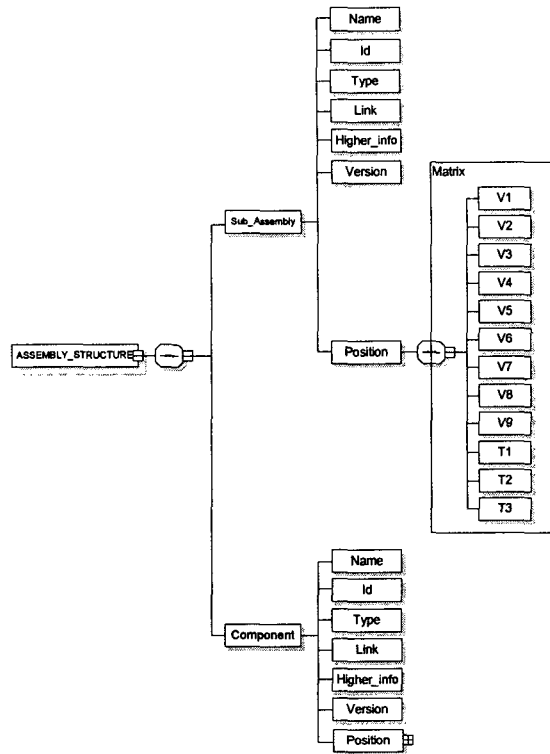 Name
Id
Type
Link
Higher_info
Version
Sub_Assembly
Position
Matrix
V1
V2
V3
V4
V5
V6
V7
V8
V9
T1
T2
T3
ASSEMBLY_STRUCTURE
Name
Id
Type
Link
Higher_info
Version
Position
Component